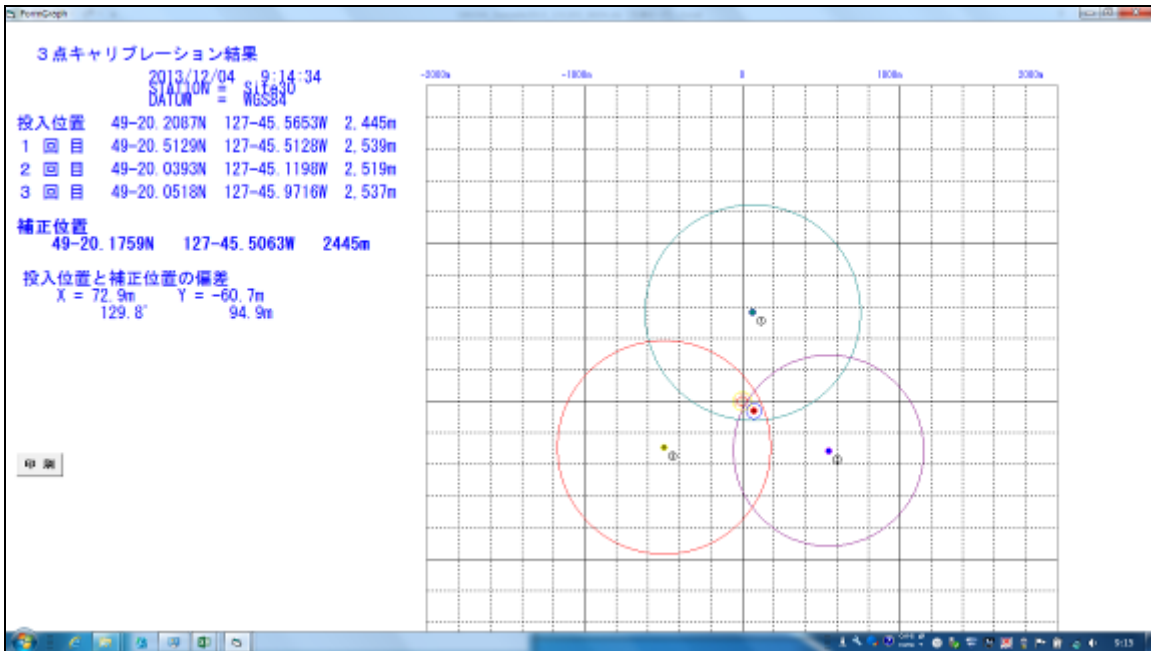 FormGraph
3点キャリブレーション結果
2013/12/04 9:14:34
STATION = Site30
DATUM = WGS84
投入位置 49-20.2087N 127-45.5653W 2,445m
1 回 目 49-20.5129N 127-45.5128W 2,539m
2 回 目 49-20.0393N 127-45.1198W 2,519m
3 回 目 49-20.0518N 127-45.9716W 2,537m
補正位置
49-20.1759N 127-45.5063W 2445m
投入位置と補正位置の偏差
X = 72.9m Y = -60.7m
129.8° 94.9m
印 刷
-2000m -1000m 0 1000m 2000m
①
9:15